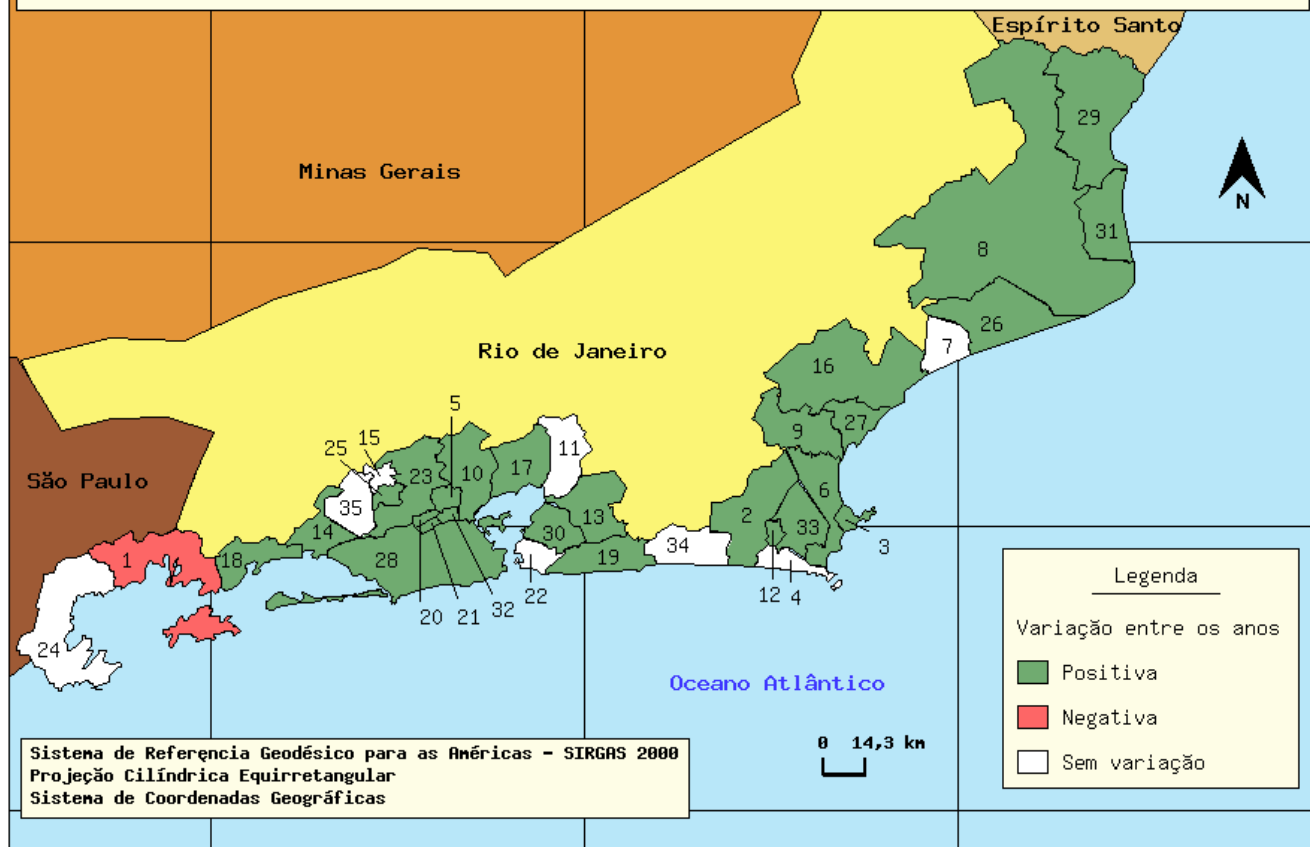 Espírito Santo
29
Minas Gerais
N
31
8
26
7
Rio de Janeiro
16
5
15
25
27
9
11
23
10
17
São Paulo
35
6
2
13
14
33
30
34
3
1
18
28
19
12
4
22
20
21
32
24
Oceano Atlântico
0 14,3 km
Legenda
Variação entre os anos
Positiva
Negativa
Sem variação
Sistema de Referençia Geodésico para as Américas - SIRGAS 2000
Projeção Cilíndrica Equirretangular
Sistema de Coordenadas Geográficas